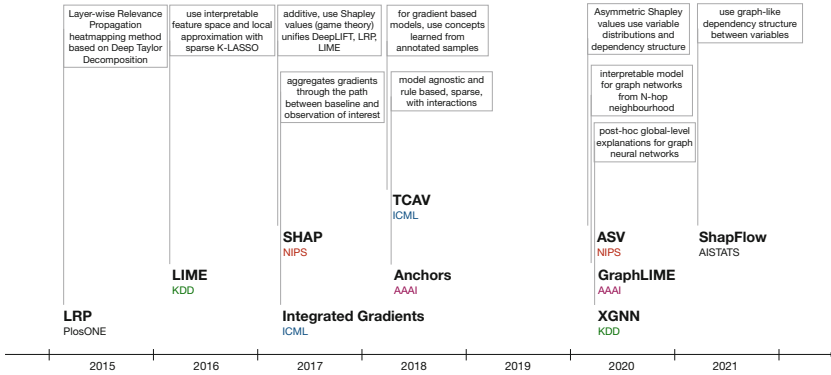 Layer-wise Relevance
Propagation
heatmapping method
based on Deep Taylor
Decomposition
use interpretable
feature space and local
approximation with
sparse K-LASSO
additive, use Shapley
values (game theory)
unifies DeepLIFT, LRP,
LIME
for gradient based
models, use concepts
learned from
annotated samples
Asymmetric Shapley
values use variable
distributions and
dependency structure
use graph-like
dependency structure
between variables
aggregates gradients
through the path
between baseline and
observation of interest
model agnostic and
rule based, sparse,
with interactions
interpretable model
for graph networks
from N-hop
neighbourhood
post-hoc global-level
explanations for graph
neural networks
TCAV
ICML
SHAP
NIPS
ASV
NIPS
ShapFlow
AISTATS
LIME
KDD
Anchors
AAAI
GraphLIME
AAAI
LRP
PlosONE
Integrated Gradients
ICML
XGNN
KDD
2015
2016
2017
2018
2019
2020
2021